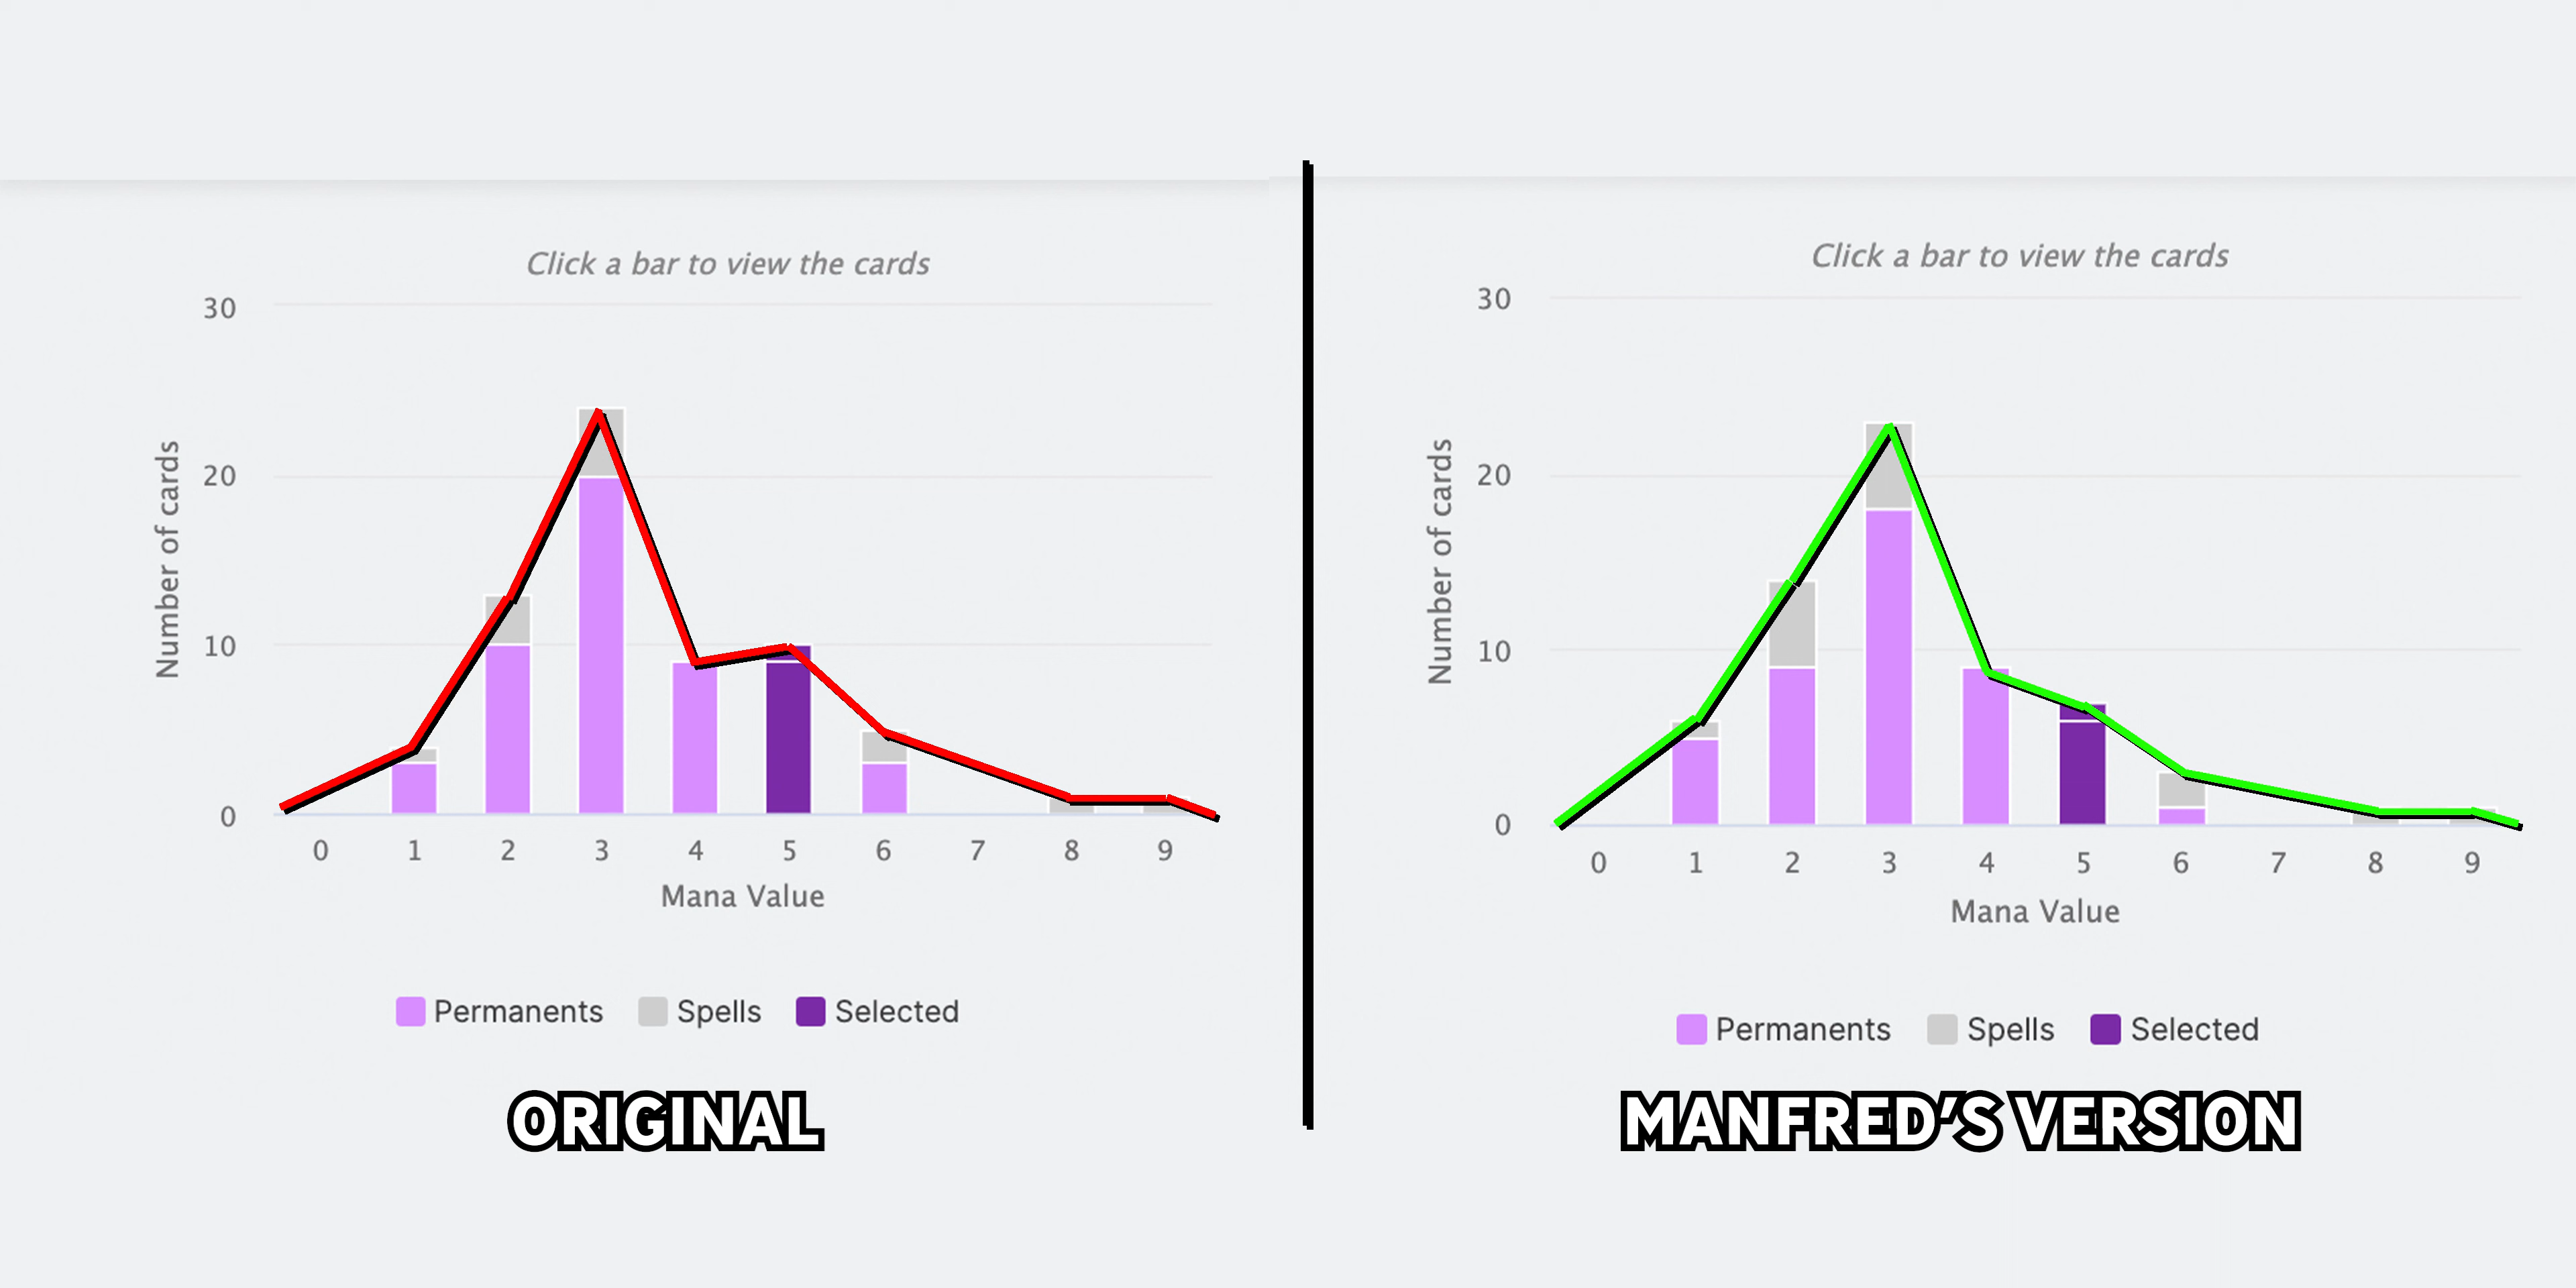 Click a bar to view the cards
30
20
10
0
Number of cards
0 1 2 3 4 5 6 7 8 9
Mana Value
Permanents Spells Selected
ORIGINAL
Click a bar to view the cards
30
20
10
0
Number of cards
0 1 2 3 4 5 6 7 8 9
Mana Value
Permanents Spells Selected
MANFRED'S VERSION